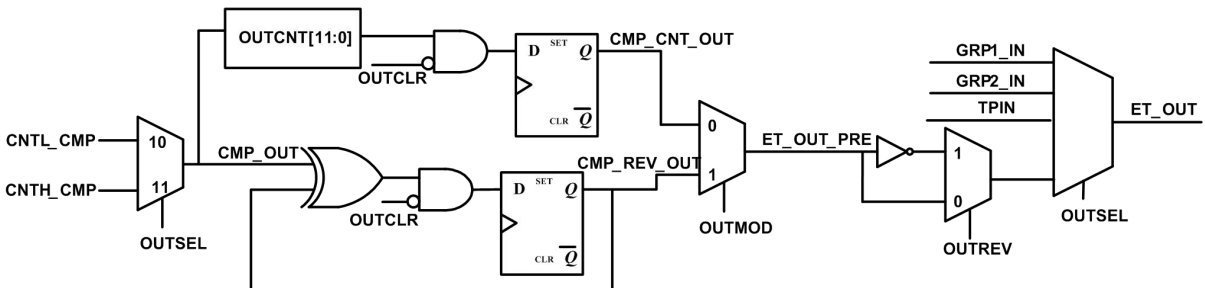 OUTCNT[11:0]
OUTCLR
D SET Q
CLR Q
CMP_CNT_OUT
CNTL_CMP
CNTH_CMP
10
11
OUTSEL
CMP_OUT
OUTCLR
D SET Q
CLR Q
CMP_REV_OUT
0
1
OUTMOD
ET_OUT_PRE
1
0
OUTREV
GRP1_IN
GRP2_IN
TPIN
OUTSEL
ET_OUT